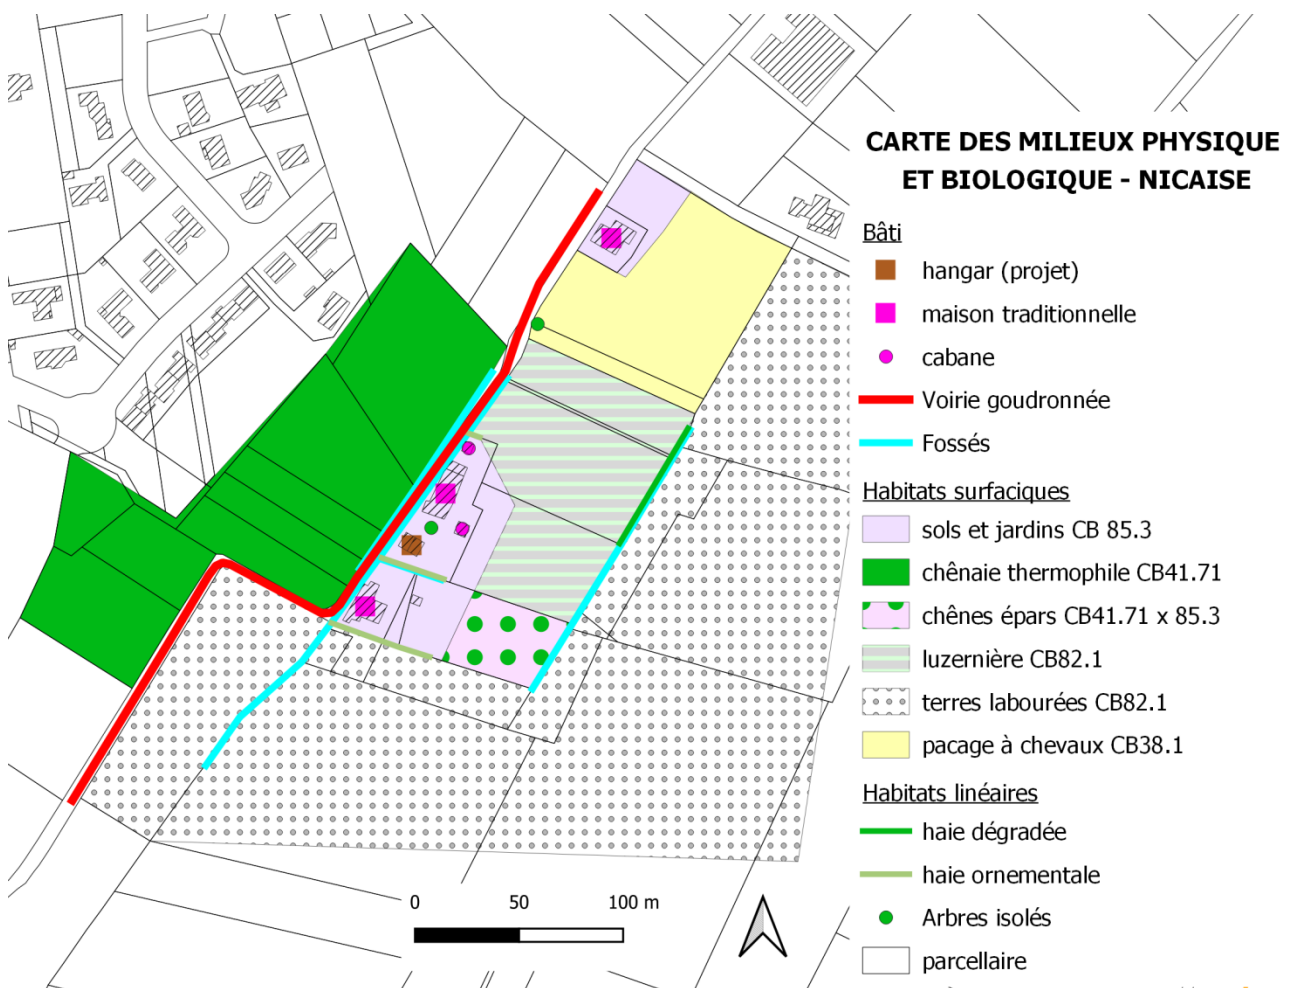 CARTE DES MILIEUX PHYSIQUE
ET BIOLOGIQUE - NICAISE
Bâti
hangar (projet)
maison traditionnelle
cabane
Voirie goudronnée
Fossés
Habitats surfaciques
sols et jardins CB 85.3
chênaie thermophile CB41.71
chênes épars CB41.71 x 85.3
luzernière CB82.1
terres labourées CB82.1
pacage à chevaux CB38.1
Habitats linéaires
haie dégradée
haie ornementale
Arbres isolés
parcellaire
0 50 100 m